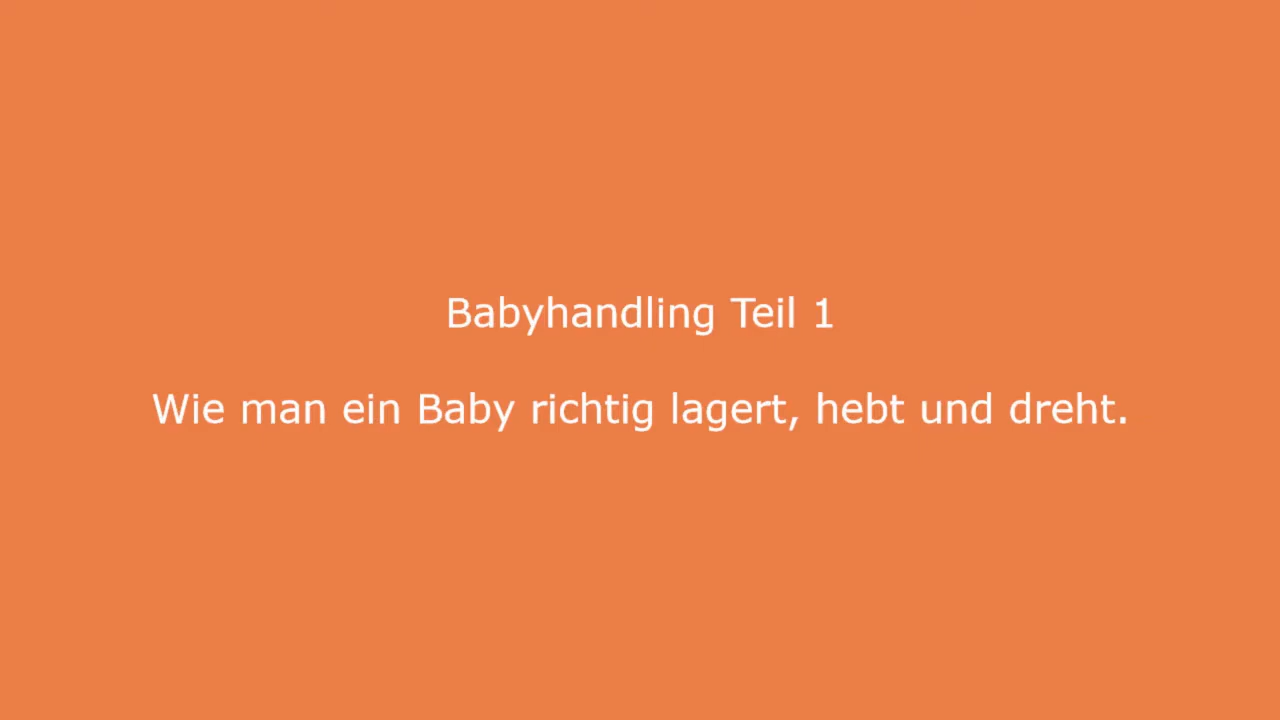 Babyhandling Teil 1
Wie man ein Baby richtig lagert, hebt und dreht.